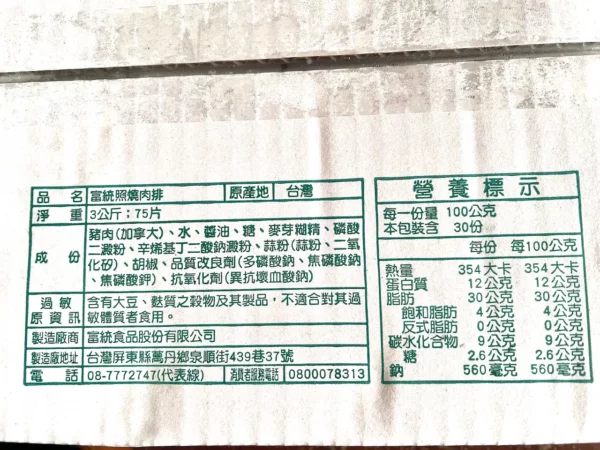 品名 富統照燒肉排 原產地 台灣
淨重 3公斤；75片
成份 豬肉(加拿大)、水、醬油、糖、麥芽糊精、磷酸
二澱粉、辛烯基丁二酸鈉澱粉、蒜粉(蒜粉、二氧
化矽)、胡椒、品質改良劑(多磷酸鈉、焦磷酸鈉
、焦磷酸鉀)、抗氧化劑(異抗壞血酸鈉)
過敏 含有大豆、麩質之穀物及其製品，不適合對其過
原資訊 敏體質者食用。
製造廠商 富統食品股份有限公司
製造廠地址 台灣屏東縣萬丹鄉泉順街439巷37號
電話 08-7772747(代表線) 消費者服務電話 0800078313
營養標示
每一份量 100公克
本包裝含 30份
每份 每100公克
熱量 354大卡 354大卡
蛋白質 12公克 12公克
脂肪 30公克 30公克
飽和脂肪 4公克 4公克
反式脂肪 0公克 0公克
碳水化合物 9公克 9公克
糖 2.6公克 2.6公克
鈉 560毫克 560毫克